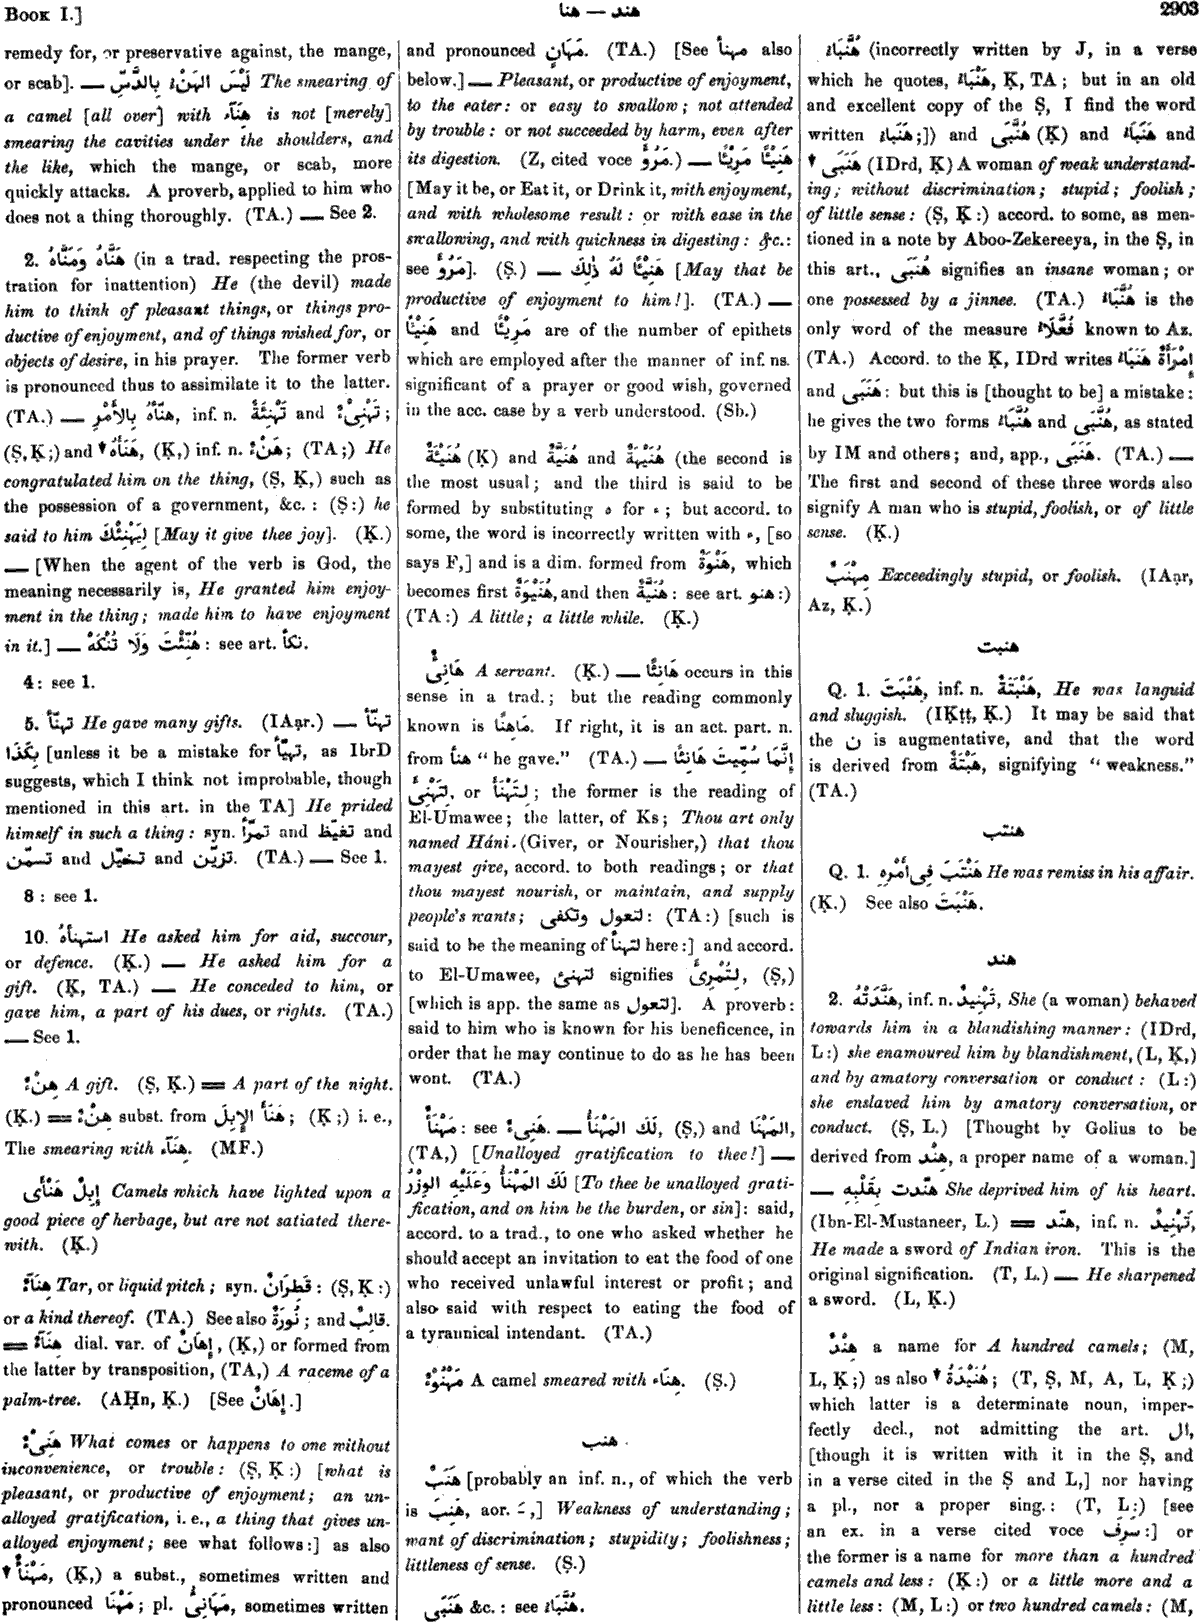 Book I.]
هند — هنا
2903
remedy for, or preservative against, the mange,
or scab]. — لَيْسَ الهَنْءُ بِالدَّسِّ The smearing of
a camel [all over] with هِنَآء is not [merely]
smearing the cavities under the shoulders, and
the like, which the mange, or scab, more
quickly attacks. A proverb, applied to him who
does not a thing thoroughly. (TA.) — See 2.
2. هَنَّاهُ وَمَنَّاهُ (in a trad. respecting the pros-
tration for inattention) He (the devil) made
him to think of pleasant things, or things pro-
ductive of enjoyment, and of things wished for, or
objects of desire, in his prayer. The former verb
is pronounced thus to assimilate it to the latter.
(TA.) — هنّأهُ بِالأَمْرِ, inf. n. تَهْنِئَةٌ and تَهْنِىْءٌ;
(Ṣ, Ḳ;) and ↓ هَنَأَهُ, (Ḳ,) inf. n. هَنْءٌ; (TA;) He
congratulated him on the thing, (Ṣ, Ḳ,) such as
the possession of a government, &c.: (Ṣ:) he
said to him لِيَهْنِئْكَ [May it give thee joy]. (Ḳ.)
— [When the agent of the verb is God, the
meaning necessarily is, He granted him enjoy-
ment in the thing; made him to have enjoyment
in it.] — هُنِّئْتَ وَلَا تُنْكَهْ: see art. نكأ.
4: see 1.
5. تهنّأ He gave many gifts. (IAạr.) — تهنّأ
بِكَذَا [unless it be a mistake for تهيّأ, as IbrD
suggests, which I think not improbable, though
mentioned in this art. in the TA] He prided
himself in such a thing: syn. تمرّأ and تغيّظ and
تسمّن and تخيّل and تزيّن. (TA.) — See 1.
8: see 1.
10. استهنأهُ He asked him for aid, succour,
or defence. (Ḳ.) — He asked him for a
gift. (Ḳ, TA.) — He conceded to him, or
gave him, a part of his dues, or rights. (TA.)
— See 1.
هِنْءٌ A gift. (Ṣ, Ḳ.) = A part of the night.
(Ḳ.) = هِنْءٌ subst. from هَنَأَ الإِبِلَ; (Ḳ;) i. e.,
The smearing with هِنَآء. (MF.)
إِبِلٌ هَنْأَى Camels which have lighted upon a
good piece of herbage, but are not satiated there-
with. (Ḳ.)
هِنَآءٌ Tar, or liquid pitch; syn. قَطِرَانٌ: (Ṣ, Ḳ:)
or a kind thereof. (TA.) See also نُورَةٌ; and قَالِبٌ.
= هِنَآءٌ dial. var. of إِهَانٌ, (Ḳ,) or formed from
the latter by transposition, (TA,) A raceme of a
palm-tree. (AḤn, Ḳ.) [See إِهَانٌ.]
هَنِىْءٌ What comes or happens to one without
inconvenience, or trouble: (Ṣ, Ḳ:) [what is
pleasant, or productive of enjoyment; an un-
alloyed gratification, i. e., a thing that gives un-
alloyed enjoyment; see what follows:] as also
↓ مَهْنَأٌ, (Ḳ,) a subst., sometimes written and
pronounced مَهْنًا; pl. مَهَانِئُ, sometimes written
and pronounced مَهَانٍ. (TA.) [See مهنأ also
below.] — Pleasant, or productive of enjoyment,
to the eater: or easy to swallow; not attended
by trouble: or not succeeded by harm, even after
its digestion. (Z, cited voce مَرُؤَ.) — هَنِيْئًا مَرِيْئًا
[May it be, or Eat it, or Drink it, with enjoyment,
and with wholesome result: or with ease in the
swallowing, and with quickness in digesting: &c.:
see مَرُؤَ]. (Ṣ.) — هَنِيْئًا لَهُ ذٰلِكَ [May that be
productive of enjoyment to him!]. (TA.) —
هَنِيْئًا and مَرِيْئًا are of the number of epithets
which are employed after the manner of inf. ns.
significant of a prayer or good wish, governed
in the acc. case by a verb understood. (Sb.)
هُنَيْئَةٌ (Ḳ) and هُنَيَّةٌ and هُنَيْهَةٌ (the second is
the most usual; and the third is said to be
formed by substituting ه for ء; but accord. to
some, the word is incorrectly written with ء, [so
says F,] and is a dim. formed from هَنْوَةٌ, which
becomes first هُنَيْوَةٌ, and then هُنَيَّةٌ: see art. هنو:)
(TA:) A little; a little while. (Ḳ.)
هَانِئٌ A servant. (Ḳ.) — هَانِئًا occurs in this
sense in a trad.; but the reading commonly
known is مَاهِنًا. If right, it is an act. part. n.
from هنأ “he gave.” (TA.) — إِنَّمَا سُمِّيتَ هَانِئًا
لِتَهْنِئَ, or لِتَهْنَأَ; the former is the reading of
El-Umawee; the latter, of Ks; Thou art only
named Háni. (Giver, or Nourisher,) that thou
mayest give, accord. to both readings; or that
thou mayest nourish, or maintain, and supply
people's wants; لتعول وتكفى: (TA:) [such is
said to be the meaning of لتهنأ here:] and accord.
to El-Umawee, لتهنئ signifies لِتُمْرِئَ, (Ṣ,)
[which is app. the same as لتعول]. A proverb:
said to him who is known for his beneficence, in
order that he may continue to do as he has been
wont. (TA.)
مَهْنَأٌ: see هَنِىْءٌ. — لَكَ المَهْنَأُ, (Ṣ,) and المَهْنَا,
(TA,) [Unalloyed gratification to thee!] —
لَكَ المَهْنَأُ وَعَلَيْهِ الوِزْرُ [To thee be unalloyed grati-
fication, and on him be the burden, or sin]: said,
accord. to a trad., to one who asked whether he
should accept an invitation to eat the food of one
who received unlawful interest or profit; and
also said with respect to eating the food of
a tyrannical intendant. (TA.)
مَهْنُوْءَةٌ A camel smeared with هِنَآء. (Ṣ.)
هنب
هَنَبٌ [probably an inf. n., of which the verb
is هَنِبَ, aor. ـَ,] Weakness of understanding;
want of discrimination; stupidity; foolishness;
littleness of sense. (Ṣ.)
هَنَبَى &c.: see هُنَّبَاءُ.
هُنَّبَاءُ (incorrectly written by J, in a verse
which he quotes, هَنْبَاءُ, Ḳ, TA; but in an old
and excellent copy of the Ṣ, I find the word
written هَنَبَاءُ;]) and هُنَّبَى (Ḳ) and هَنَبَاءُ and
↓ هَنَبَى (IDrd, Ḳ) A woman of weak understand-
ing; without discrimination; stupid; foolish;
of little sense: (Ṣ, Ḳ:) accord. to some, as men-
tioned in a note by Aboo-Zekereeya, in the Ṣ, in
this art., هُنَّبَى signifies an insane woman; or
one possessed by a jinnee. (TA.) هُنَّبَاءُ is the
only word of the measure فُعَّلَاءُ known to Az.
(TA.) Accord. to the Ḳ, IDrd writes امْرَأَةٌ هَنَبَاءُ
and هَنَبَى: but this is [thought to be] a mistake:
he gives the two forms هُنَّبَاءُ and هُنَّبَى, as stated
by IM and others; and, app., هَنَبَى. (TA.) —
The first and second of these three words also
signify A man who is stupid, foolish, or of little
sense. (Ḳ.)
مِهْنَبٌ Exceedingly stupid, or foolish. (IAạr,
Az, Ḳ.)
هنبت
Q. 1. هَنْبَتَ, inf. n. هَنْبَتَةٌ, He was languid
and sluggish. (IḲṭṭ, Ḳ.) It may be said that
the ن is augmentative, and that the word
is derived from هَبْتَةٌ, signifying “weakness.”
(TA.)
هنتب
Q. 1. هَنْتَبَ فِى أَمْرِهِ He was remiss in his affair.
(Ḳ.) See also هَنْبَتَ.
هند
2. هَنَّدَتْهُ, inf. n. تَهْنِيدٌ, She (a woman) behaved
towards him in a blandishing manner: (IDrd,
L:) she enamoured him by blandishment, (L, Ḳ,)
and by amatory conversation or conduct: (L:)
she enslaved him by amatory conversation, or
conduct. (Ṣ, L.) [Thought by Golius to be
derived from هِنْد, a proper name of a woman.]
— هنّدت بِقَلْبِهِ She deprived him of his heart.
(Ibn-El-Mustaneer, L.) = هنّد, inf. n. تَهْنِيدٌ,
He made a sword of Indian iron. This is the
original signification. (T, L.) — He sharpened
a sword. (L, Ḳ.)
هِنْدٌ a name for A hundred camels; (M,
L, Ḳ;) as also ↓ هُنَيْدَةُ; (T, Ṣ, M, A, L, Ḳ;)
which latter is a determinate noun, imper-
fectly decl., not admitting the art. ال,
[though it is written with it in the Ṣ, and
in a verse cited in the Ṣ and L,] nor having
a pl., nor a proper sing.: (T, L:) [see
an ex. in a verse cited voce سرف:] or
the former is a name for more than a hundred
camels and less: (Ḳ:) or a little more and a
little less: (M, L:) or two hundred camels: (M,